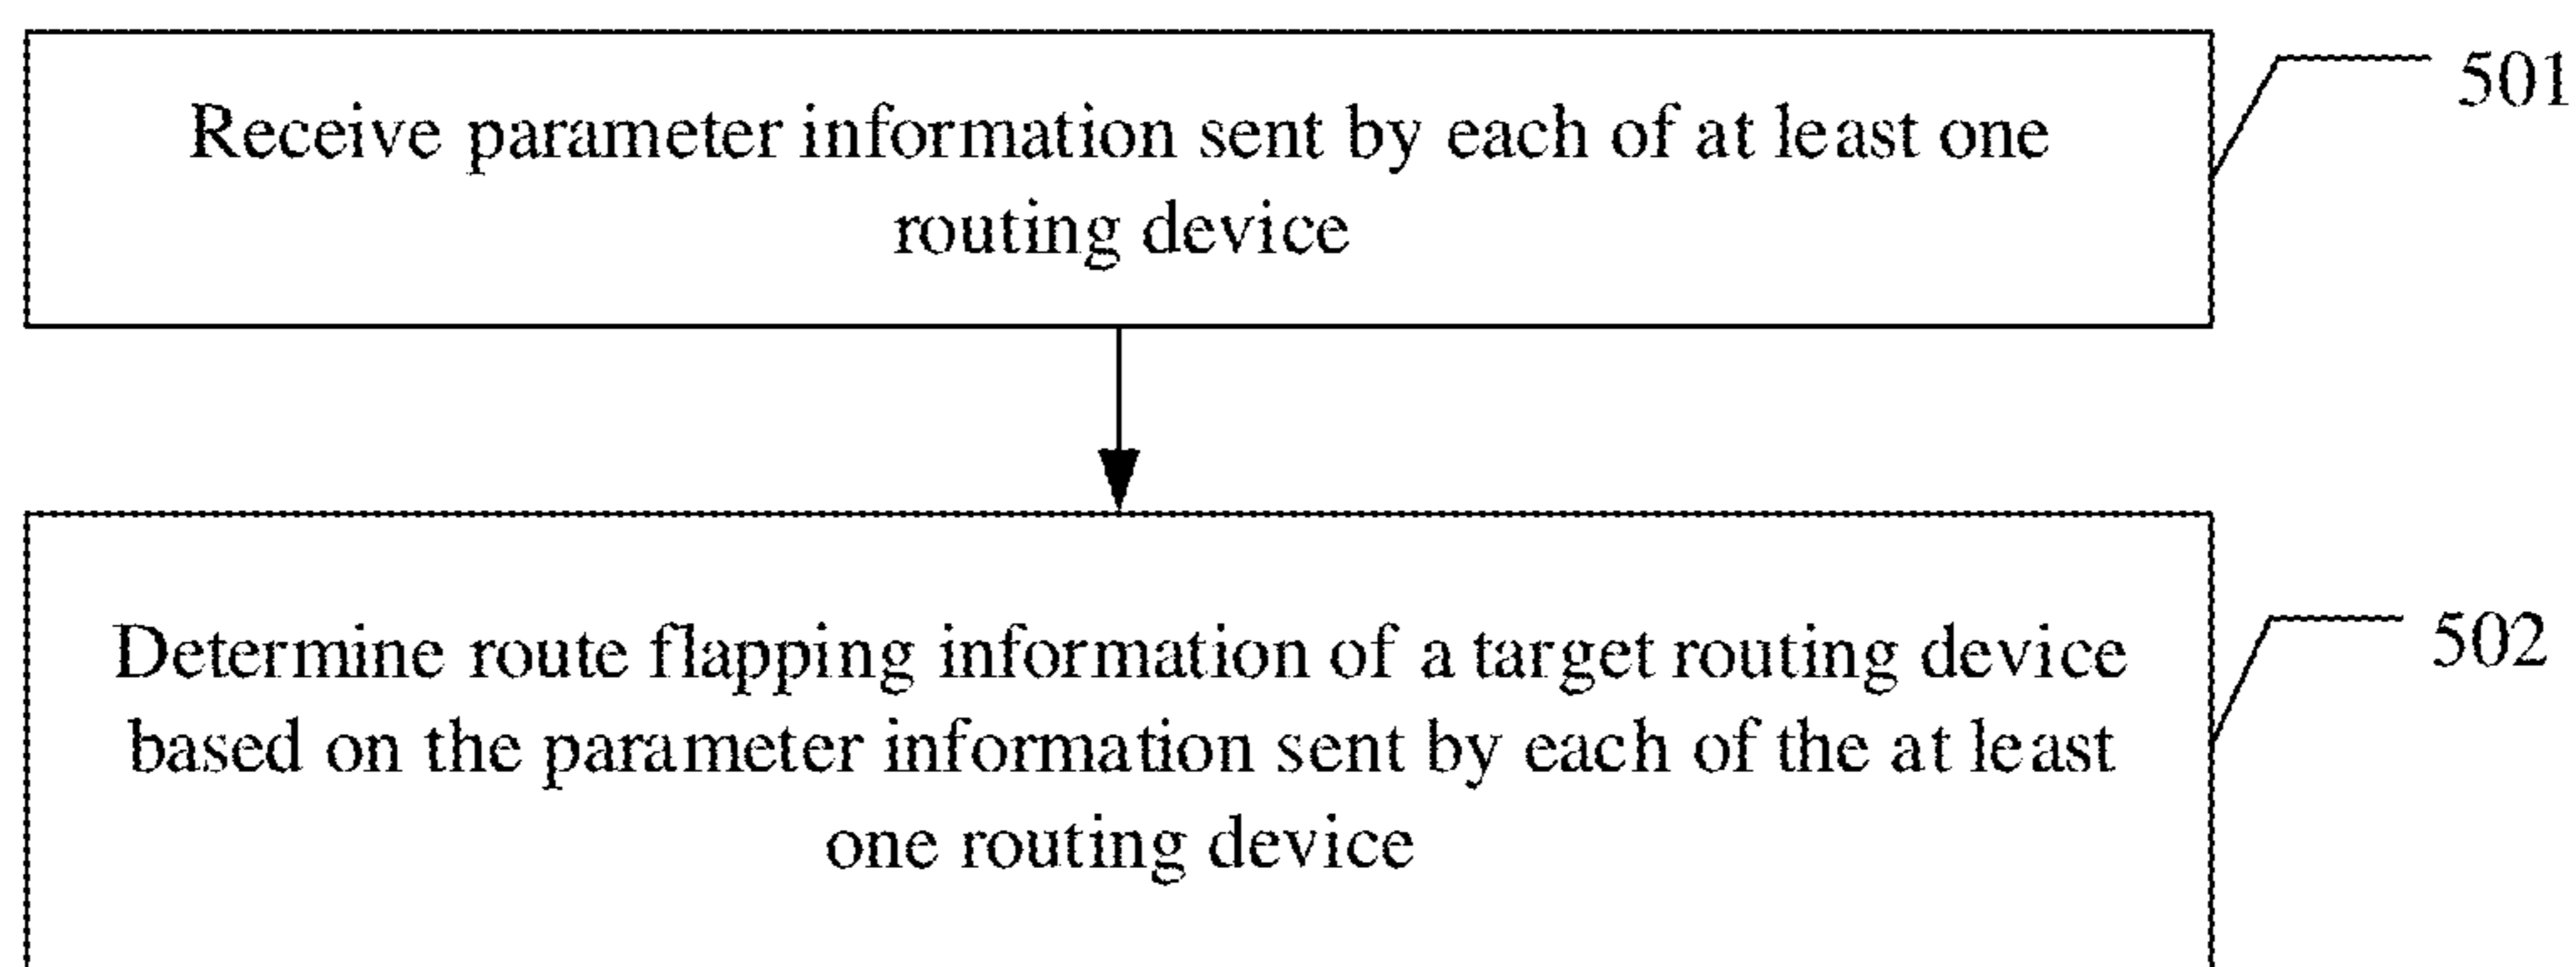 Receive parameter information sent by each of at least one
routing device
501
Determine route flapping information of a target routing device
based on the parameter information sent by each of the at least
one routing device
502